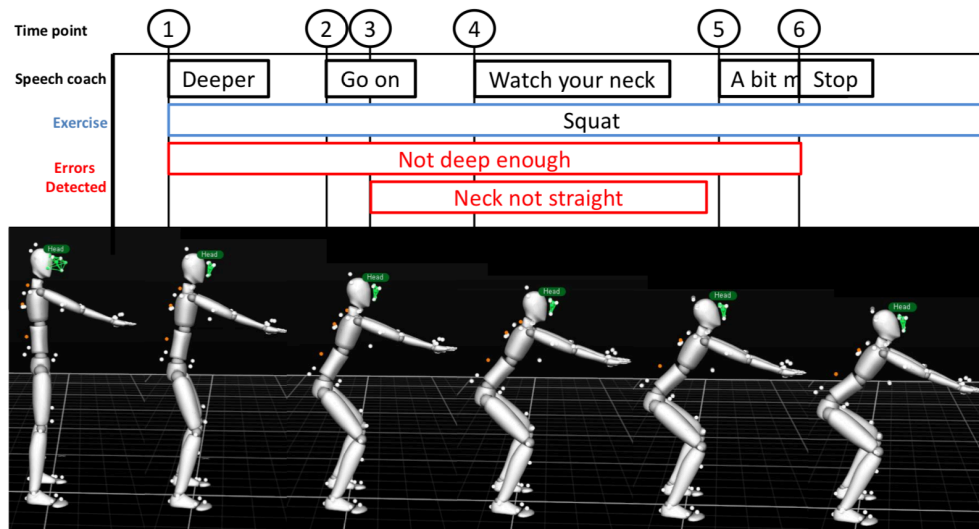 Time point 1 2 3 4 5 6
Speech coach Deeper Go on Watch your neck A bit m Stop
Exercise Squat
Errors Detected Not deep enough
Neck not straight
Head Head Head Head Head Head